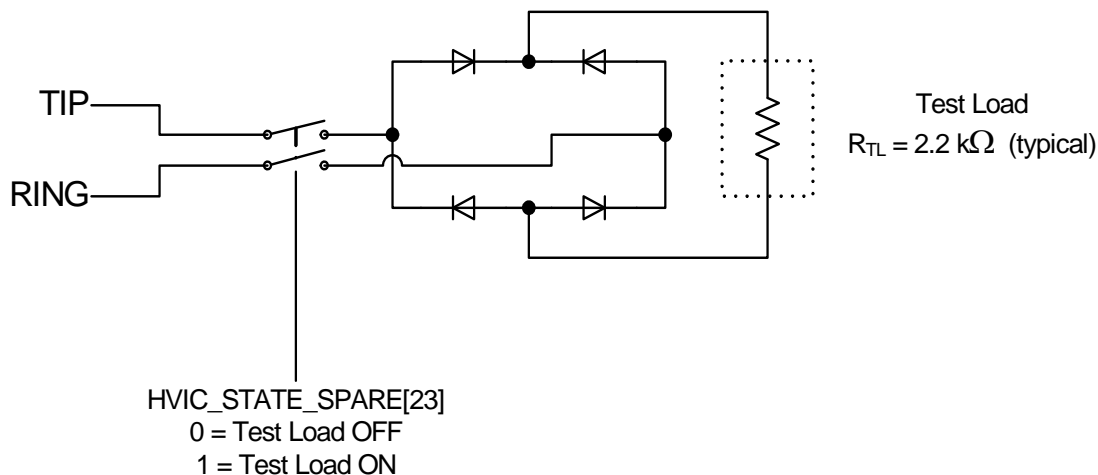 TIP
RING
Test Load
RTL = 2.2 kΩ (typical)
HVIC_STATE_SPARE[23]
0 = Test Load OFF
1 = Test Load ON